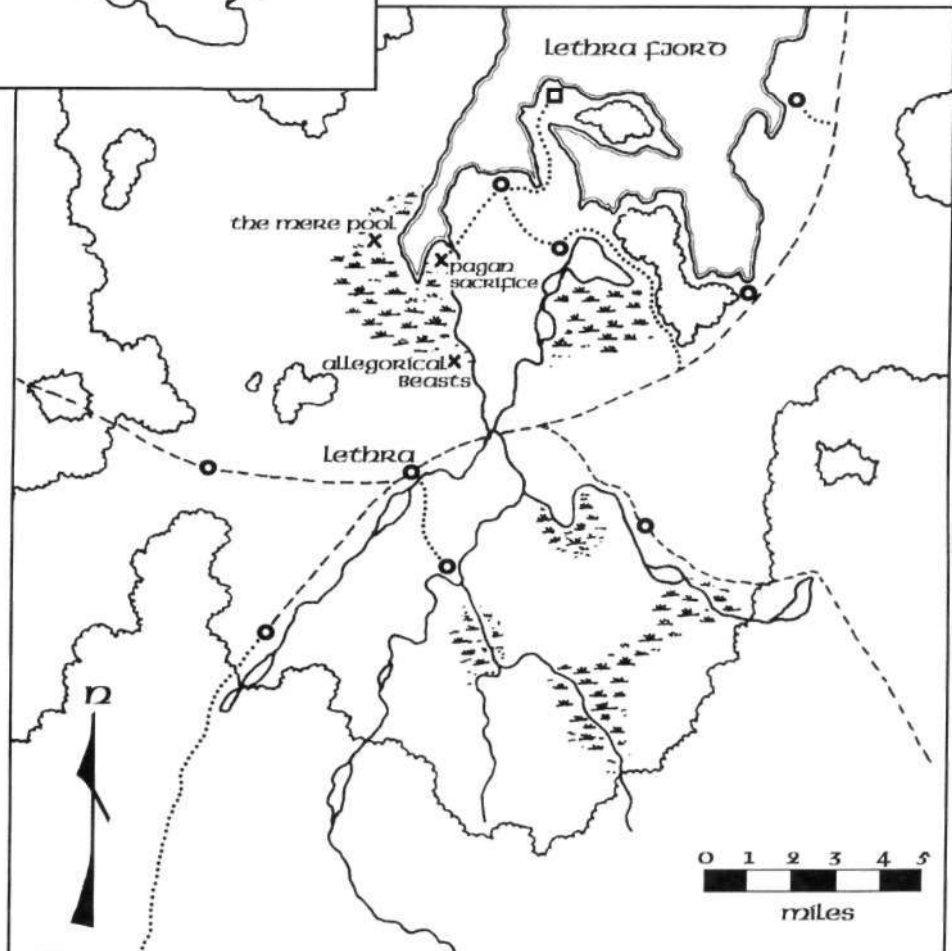 Lethra Fjord
the mere pool
pagan
sacrifice
allegorical
Beasts
Lethra
N
0 1 2 3 4 5
miles